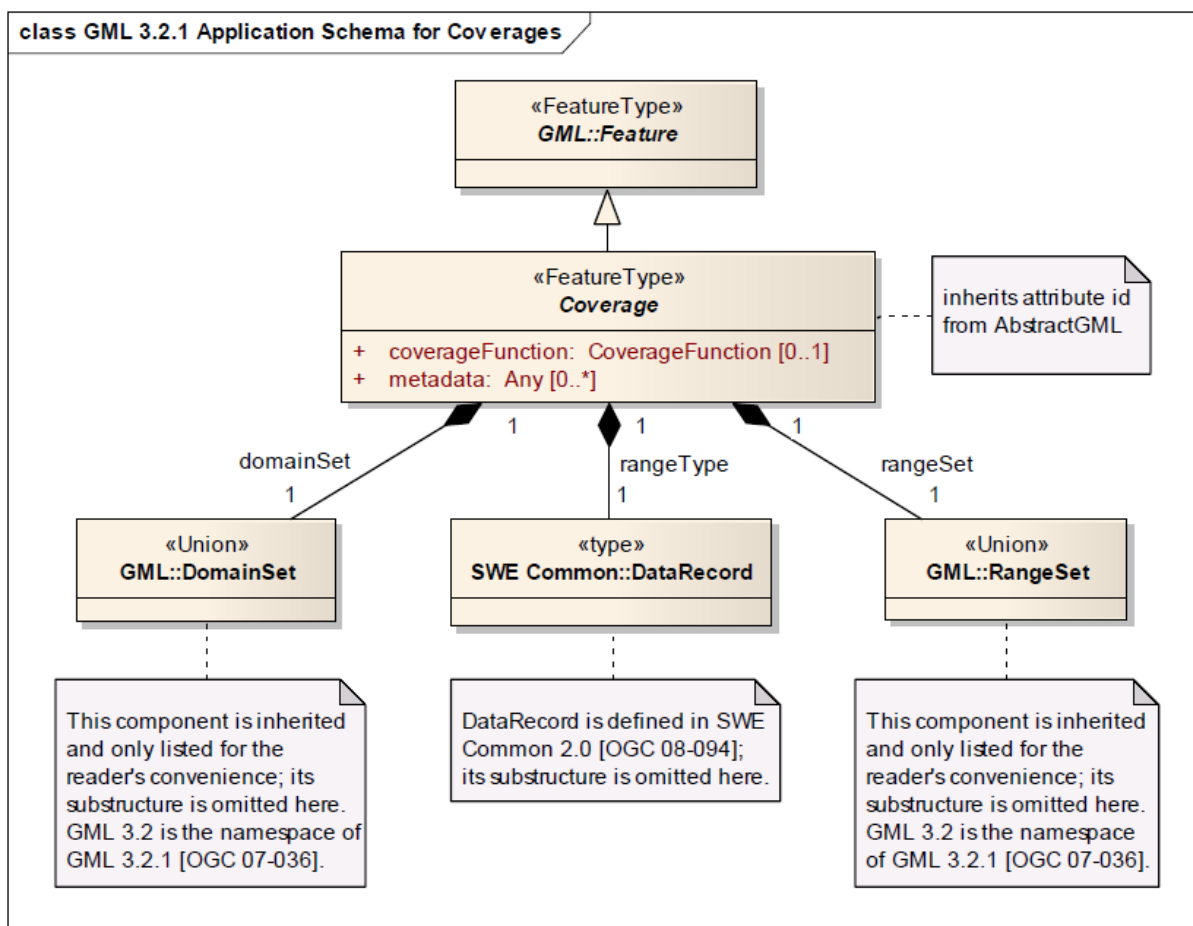 class GML 3.2.1 Application Schema for Coverages
«FeatureType»
GML::Feature
«FeatureType»
Coverage
+ coverageFunction: CoverageFunction [0..1]
+ metadata: Any [0..*]
inherits attribute id
from AbstractGML
1
1
1
domainSet
rangeType
rangeSet
1
1
1
«Union»
GML::DomainSet
«type»
SWE Common::DataRecord
«Union»
GML::RangeSet
This component is inherited
and only listed for the
reader's convenience; its
substructure is omitted here.
GML 3.2 is the namespace of
GML 3.2.1 [OGC 07-036].
DataRecord is defined in SWE
Common 2.0 [OGC 08-094];
its substructure is omitted here.
This component is inherited
and only listed for the
reader's convenience; its
substructure is omitted here.
GML 3.2 is the namespace
of GML 3.2.1 [OGC 07-036].